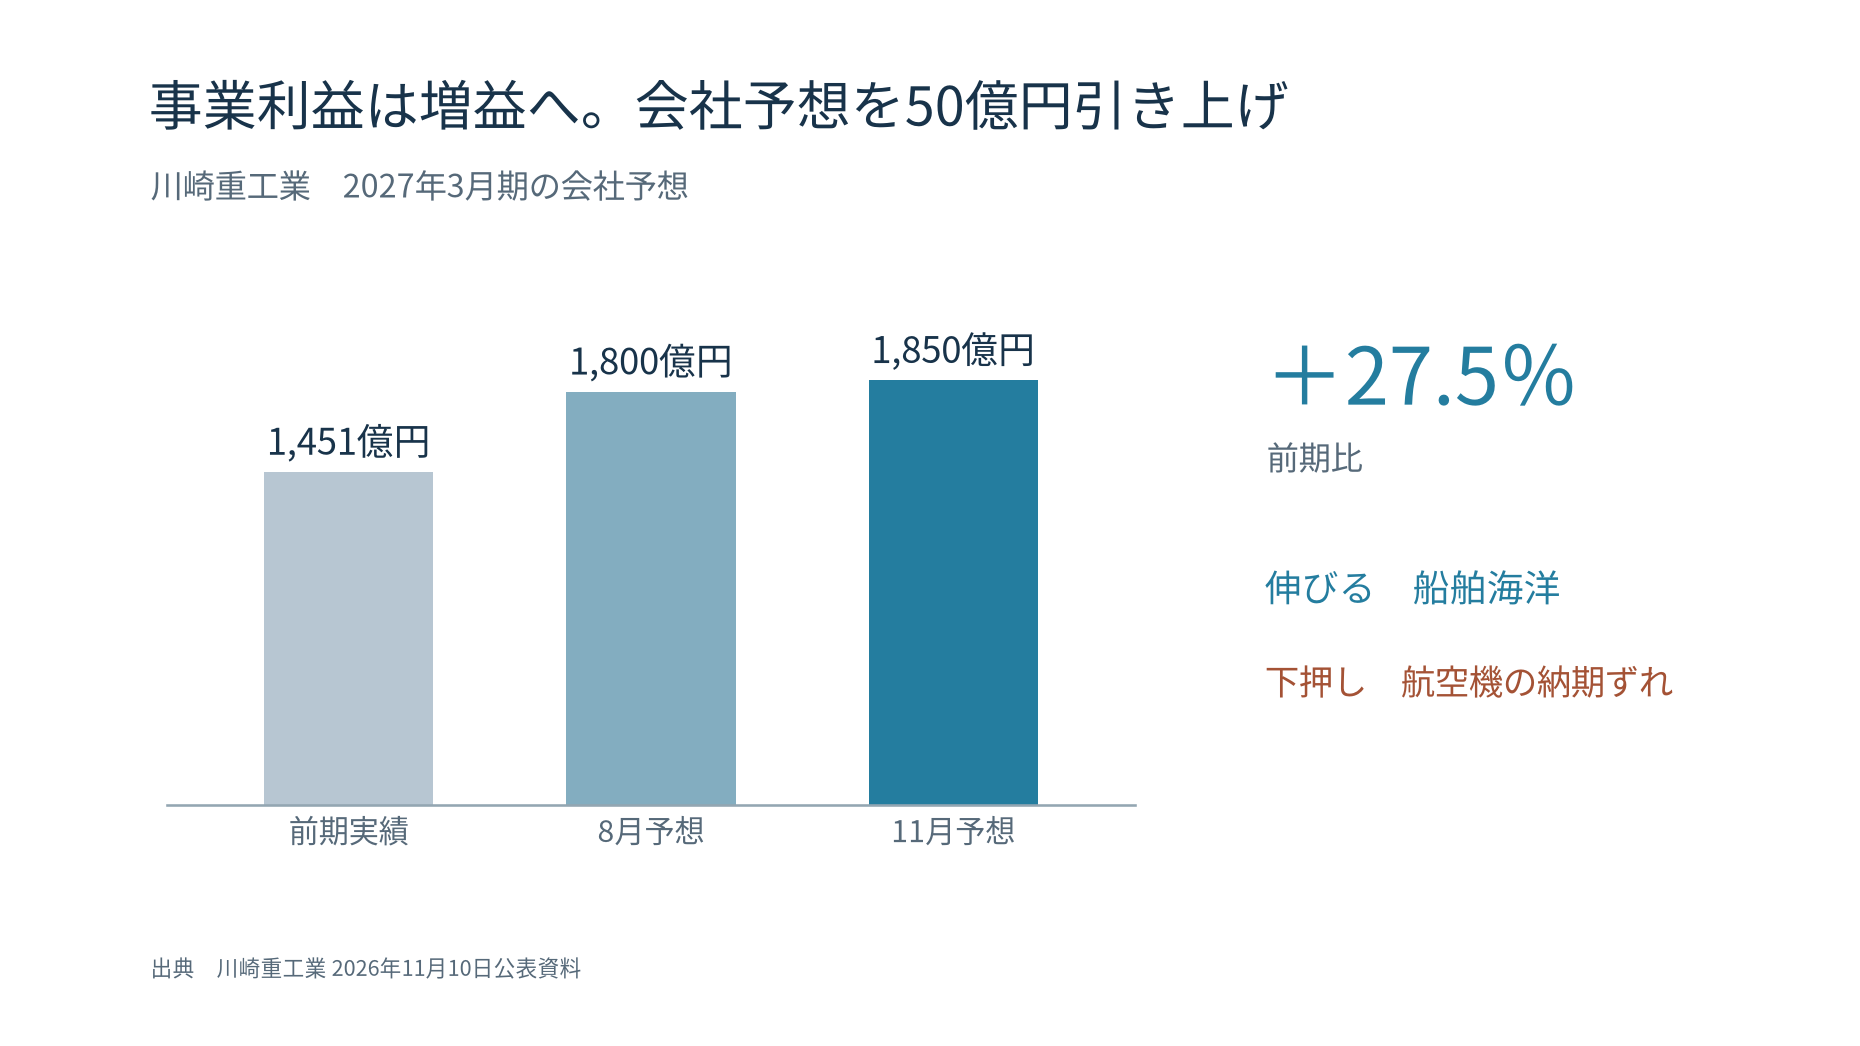 事業利益は増益へ。会社予想を50億円引き上げ
川崎重工業　2027年3月期の会社予想
1,451億円
1,800億円
1,850億円
前期実績
8月予想
11月予想
＋27.5%
前期比
伸びる　船舶海洋
下押し　航空機の納期ずれ
出典　川崎重工業 2026年11月10日公表資料